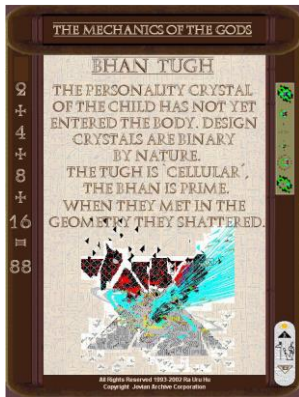 THE MECHANICS OF THE GODS
BHAN TUGH
THE PERSONALITY CRYSTAL
OF THE CHILD HAS NOT YET
ENTERED THE BODY. DESIGN
CRYSTALS ARE BINARY
BY NATURE.
THE TUGH IS `CELLULAR´,
THE BHAN IS PRIME.
WHEN THEY MET IN THE
GEOMETRY THEY SHATTERED.
2
+
4
+
8
+
16
=
88
All Rights Reserved 1993-2002 Ra Uru Hu
Copyright Jovian Archive Corporation